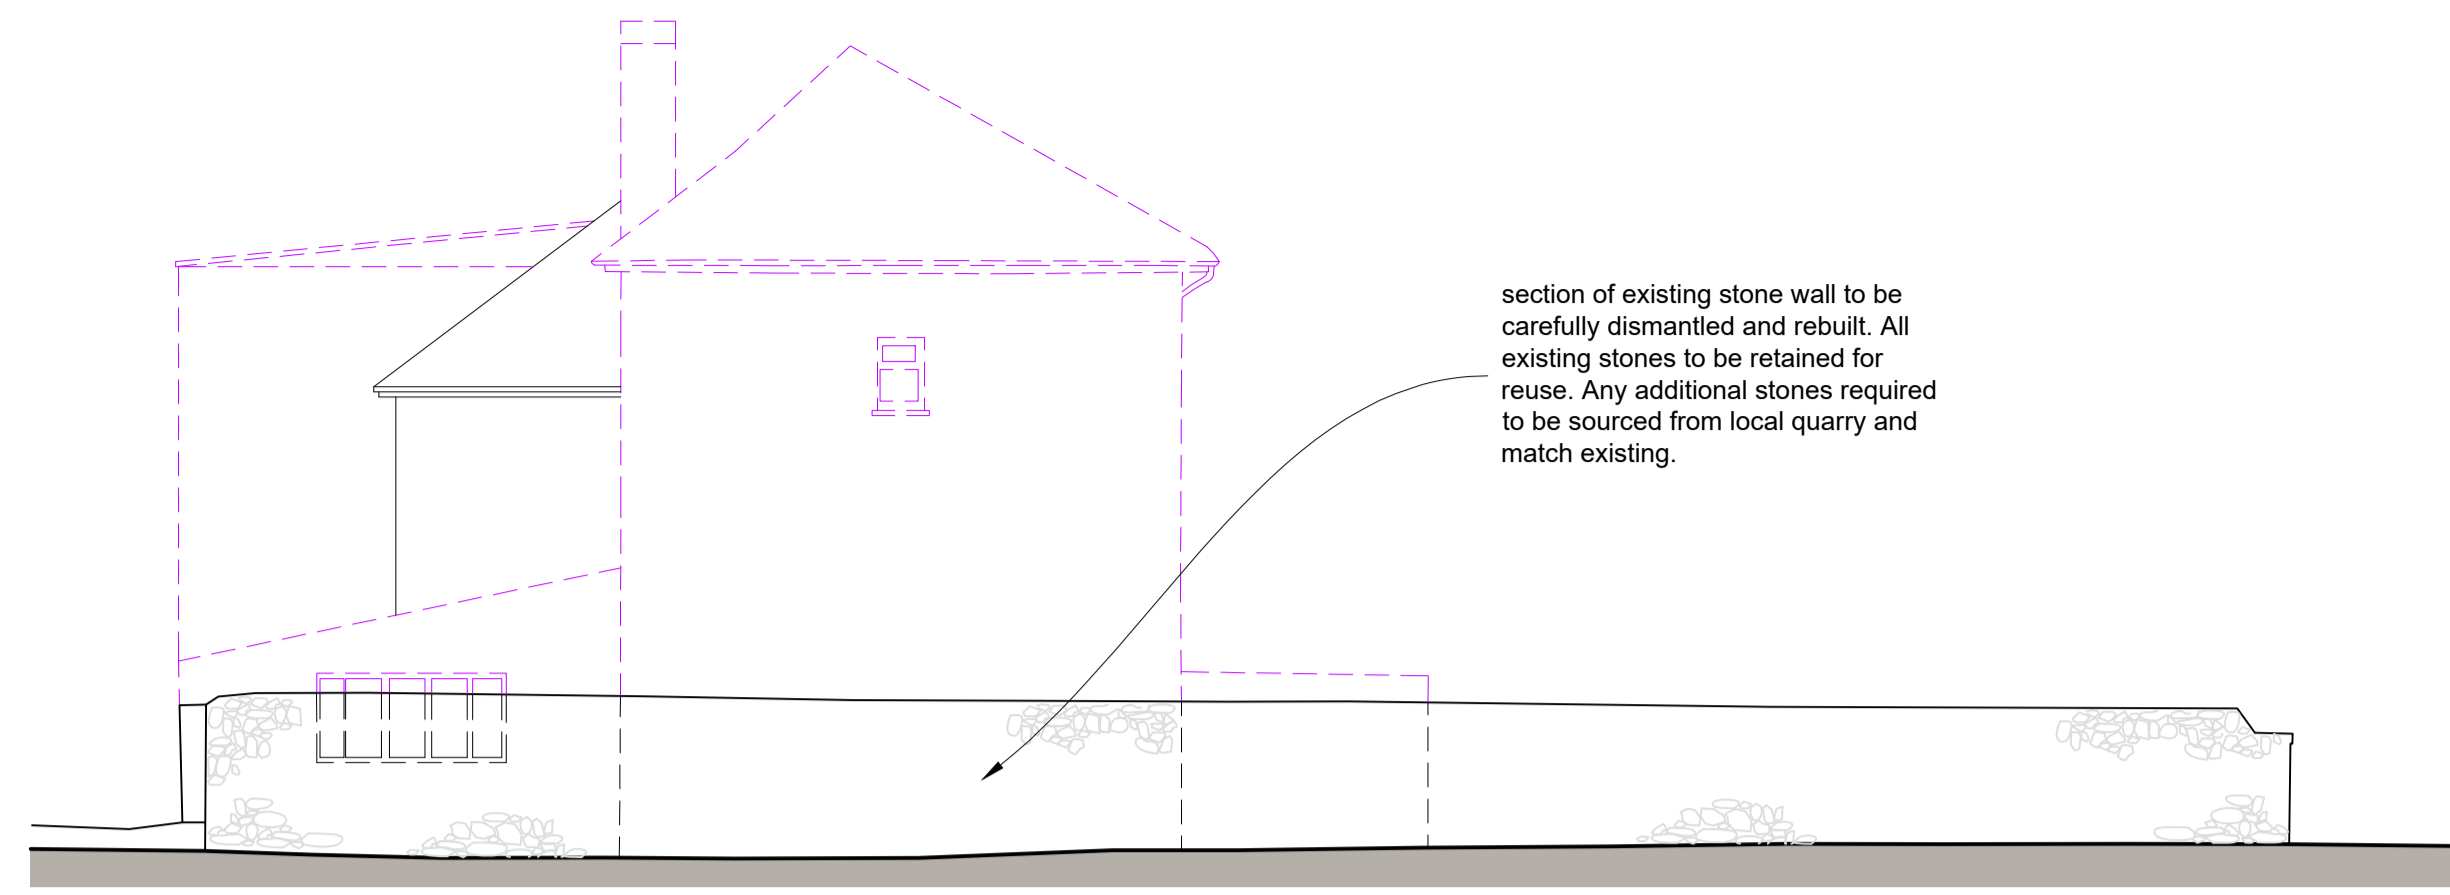 section of existing stone wall to be
carefully dismantled and rebuilt. All
existing stones to be retained for
reuse. Any additional stones required
to be sourced from local quarry and
match existing.